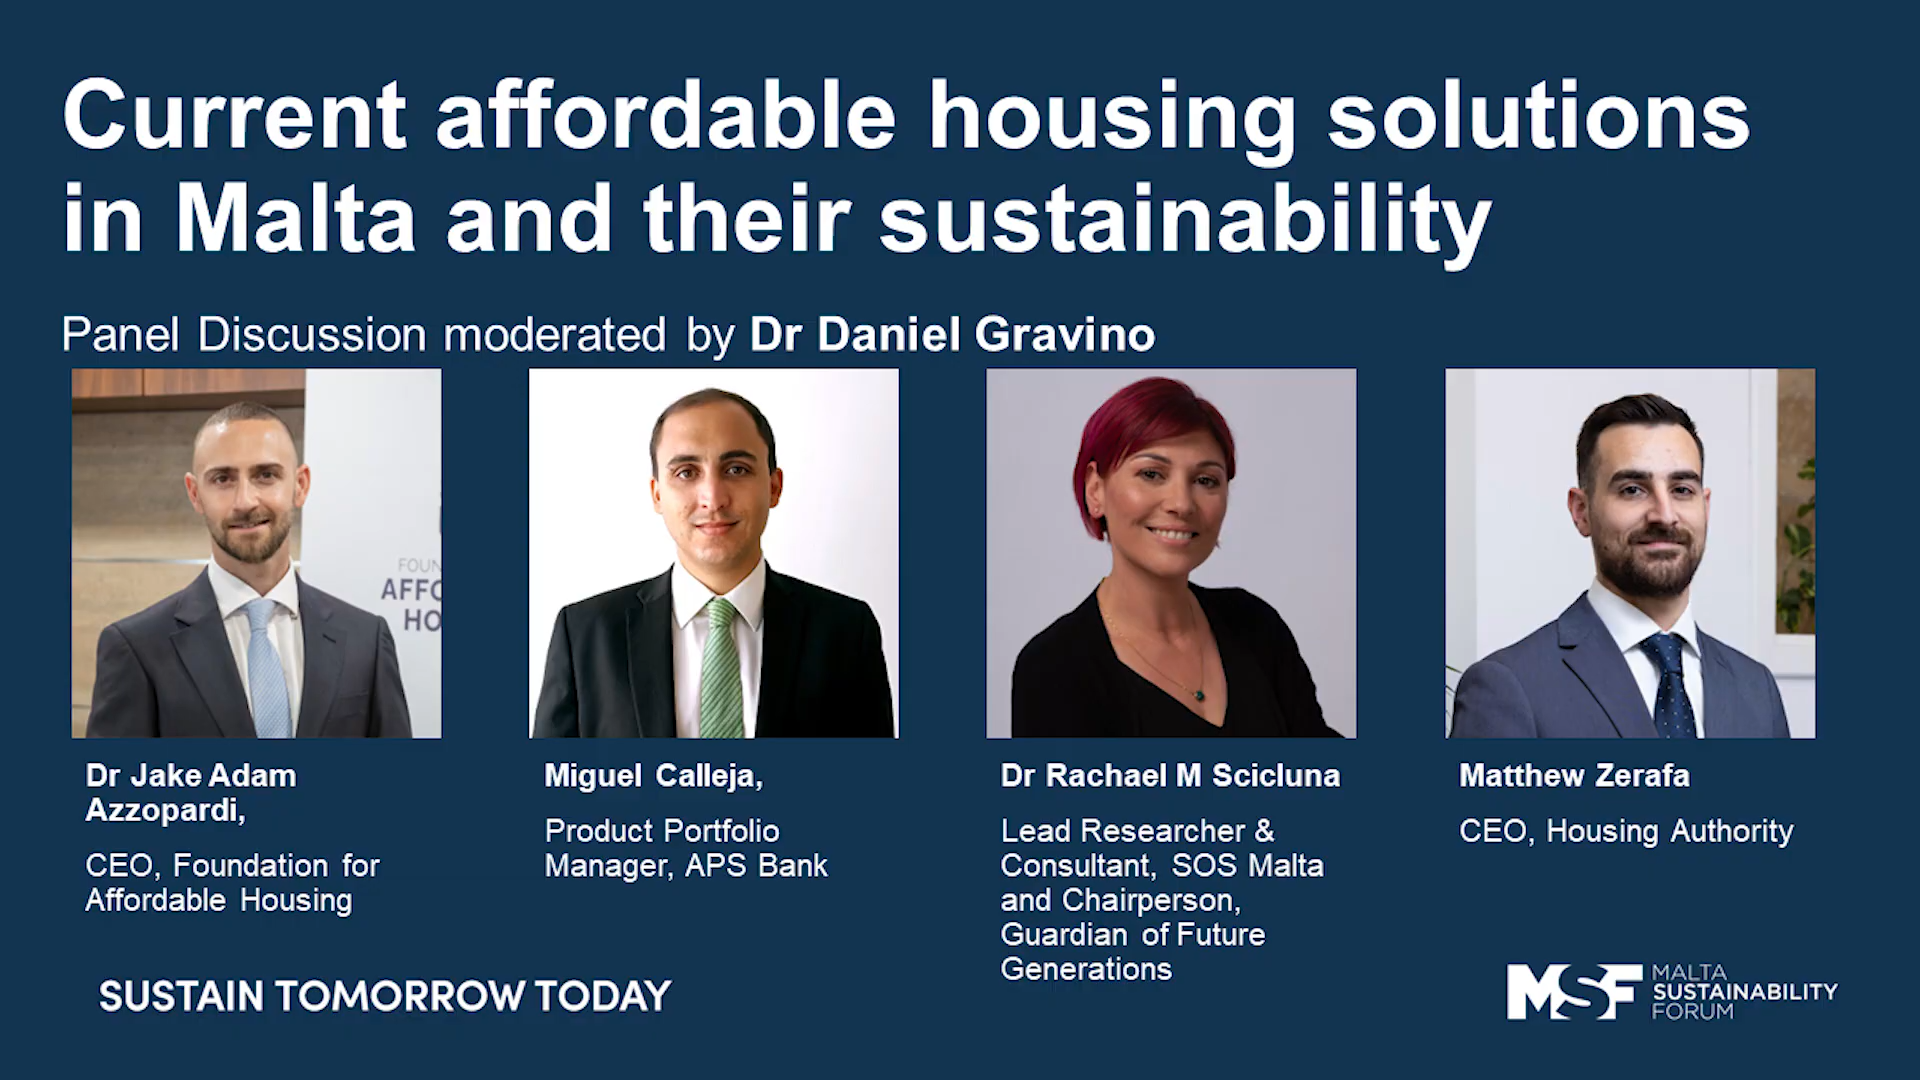 Current affordable housing solutions
in Malta and their sustainability
Panel Discussion moderated by Dr Daniel Gravino
FOUN
AFFO
HO
Dr Jake Adam
Azzopardi,
CEO, Foundation for
Affordable Housing
Miguel Calleja,
Product Portfolio
Manager, APS Bank
Dr Rachael M Scicluna
Lead Researcher &
Consultant, SOS Malta
and Chairperson,
Guardian of Future
Generations
Matthew Zerafa
CEO, Housing Authority
SUSTAIN TOMORROW TODAY
MSF
MALTA
SUSTAINABILITY
FORUM